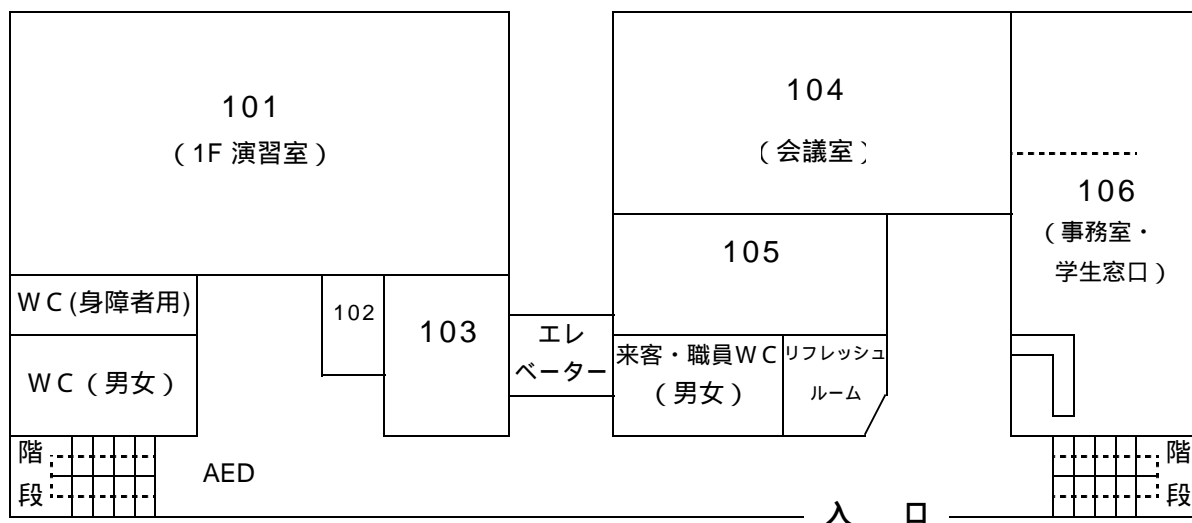 101
(1F 演習室)
104
(会議室)
106
(事務室・
学生窓口)
105
WC(身障者用)
102
103
エレ
ベーター
来客・職員WC
(男女)
リフレッシュ
ルーム
WC(男女)
階
段
AED
階
段
入 口